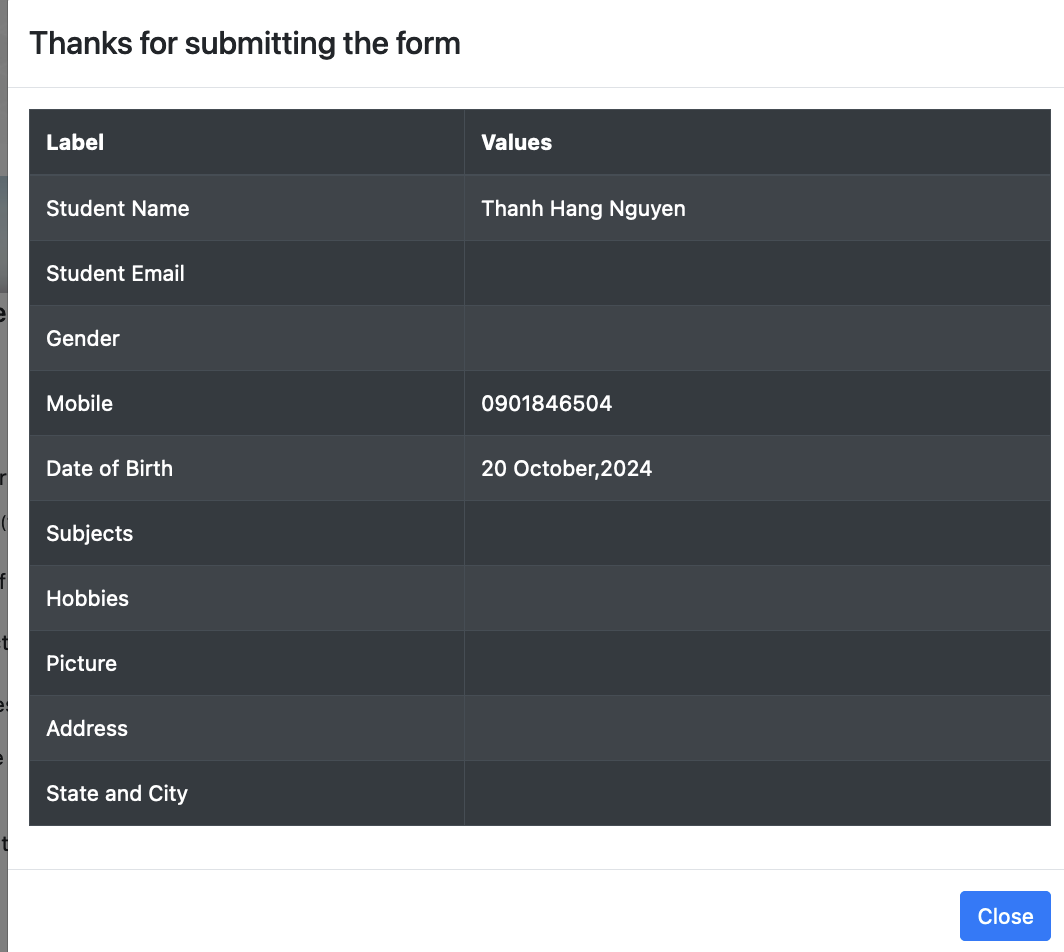 Thanks for submitting the form
Label Values
Student Name Thanh Hang Nguyen
Student Email
Gender
Mobile 0901846504
Date of Birth 20 October,2024
Subjects
Hobbies
Picture
Address
State and City
Close